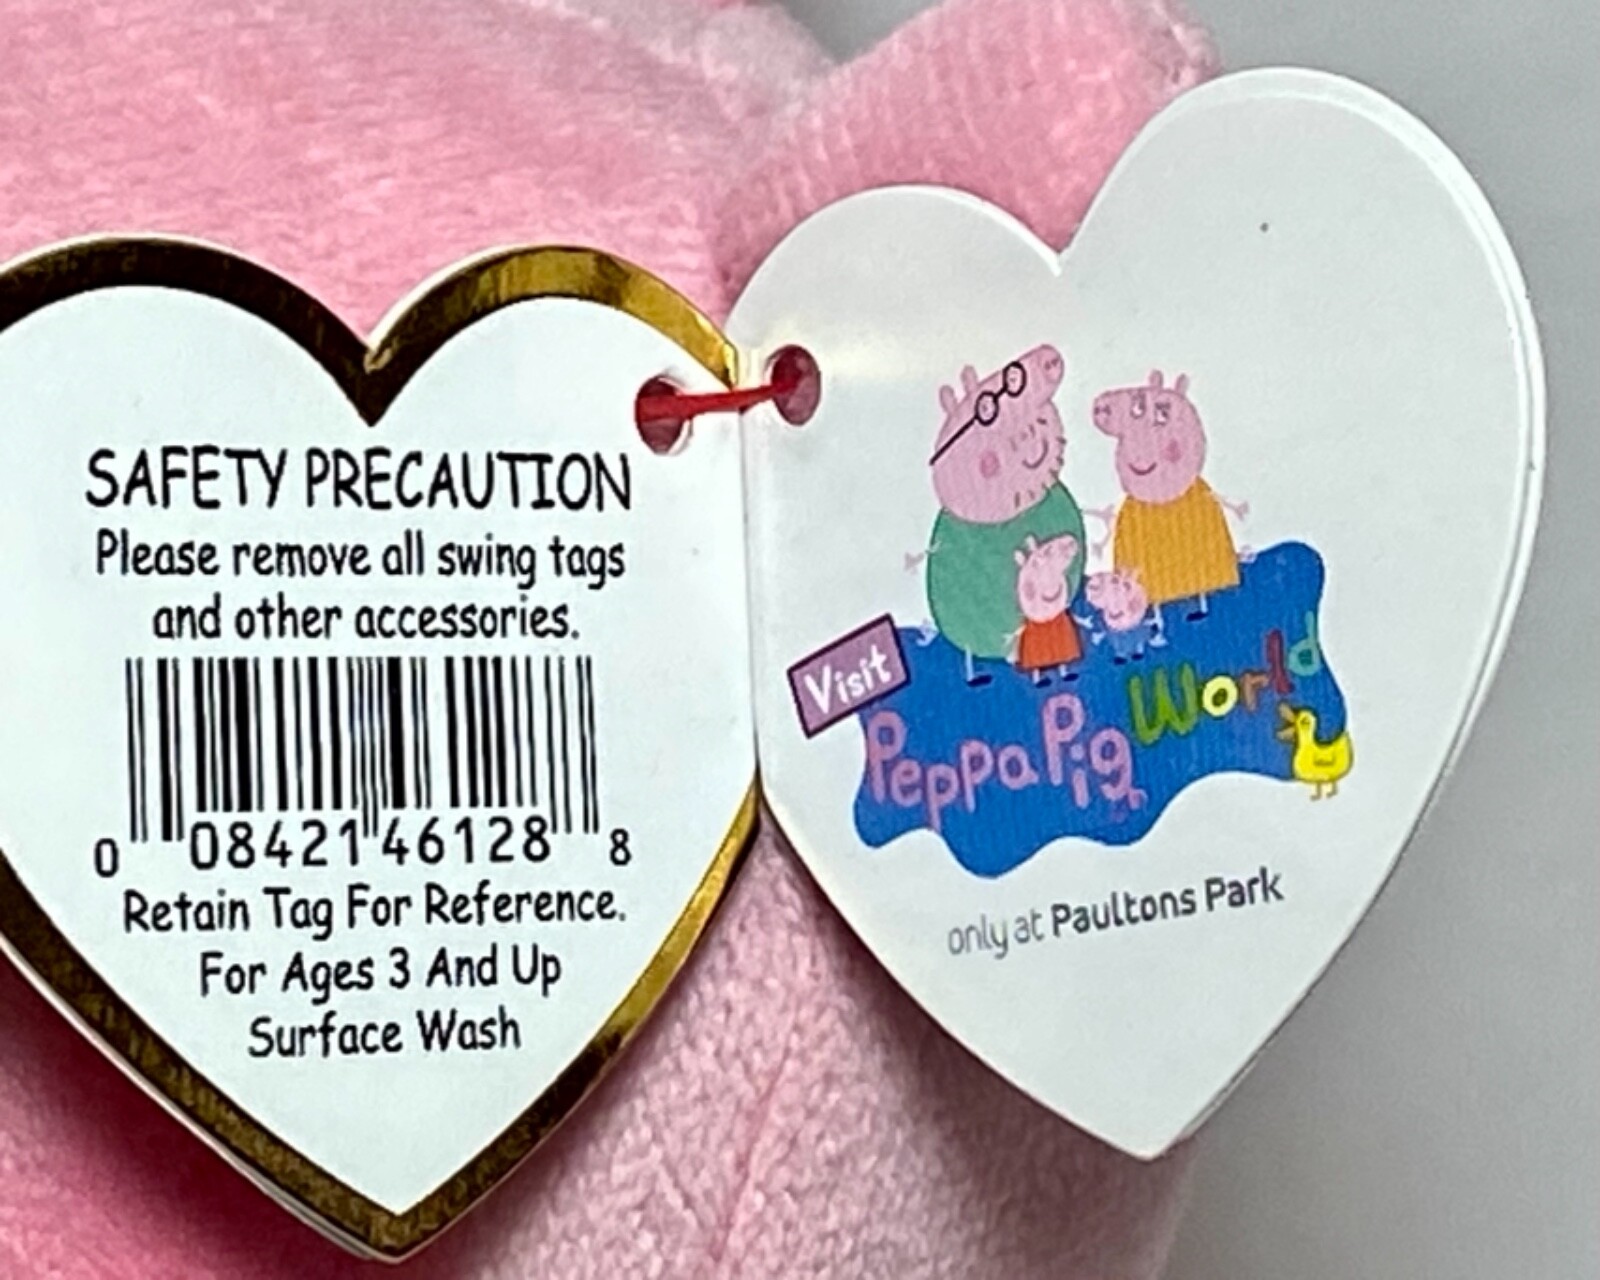 SAFETY PRECAUTION
Please remove all swing tags
and other accessories.
0 08421 46128 8
Retain Tag For Reference.
For Ages 3 And Up
Surface Wash
Visit
Peppa Pig World
only at Paultons Park